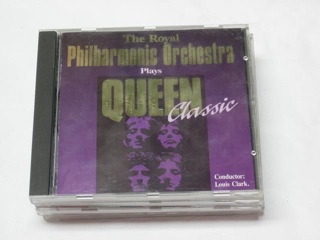 The Royal
Philharmonic Orchestra
Plays
QUEEN
Classic
Conductor:
Louis Clark.